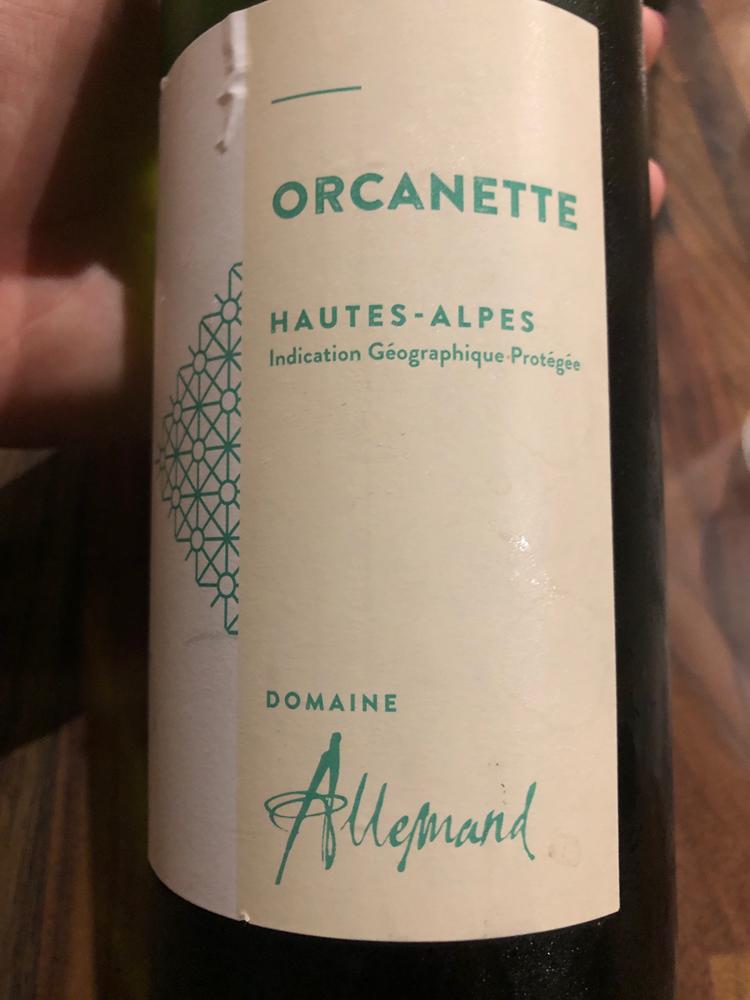 ORCANETTE
HAUTES-ALPES
Indication Géographique Protégée
DOMAINE
Allemand